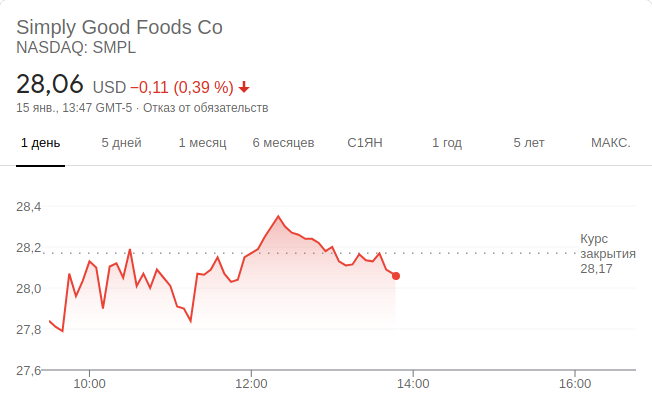 Simply Good Foods Co
NASDAQ: SMPL
28,06 USD −0,11 (0,39 %)
15 янв., 13:47 GMT-5 · Отказ от обязательств
1 день 5 дней 1 месяц 6 месяцев С1ЯН 1 год 5 лет МАКС.
28,4
28,2
28,0
27,8
27,6
Курс
закрытия
28,17
10:00 12:00 14:00 16:00